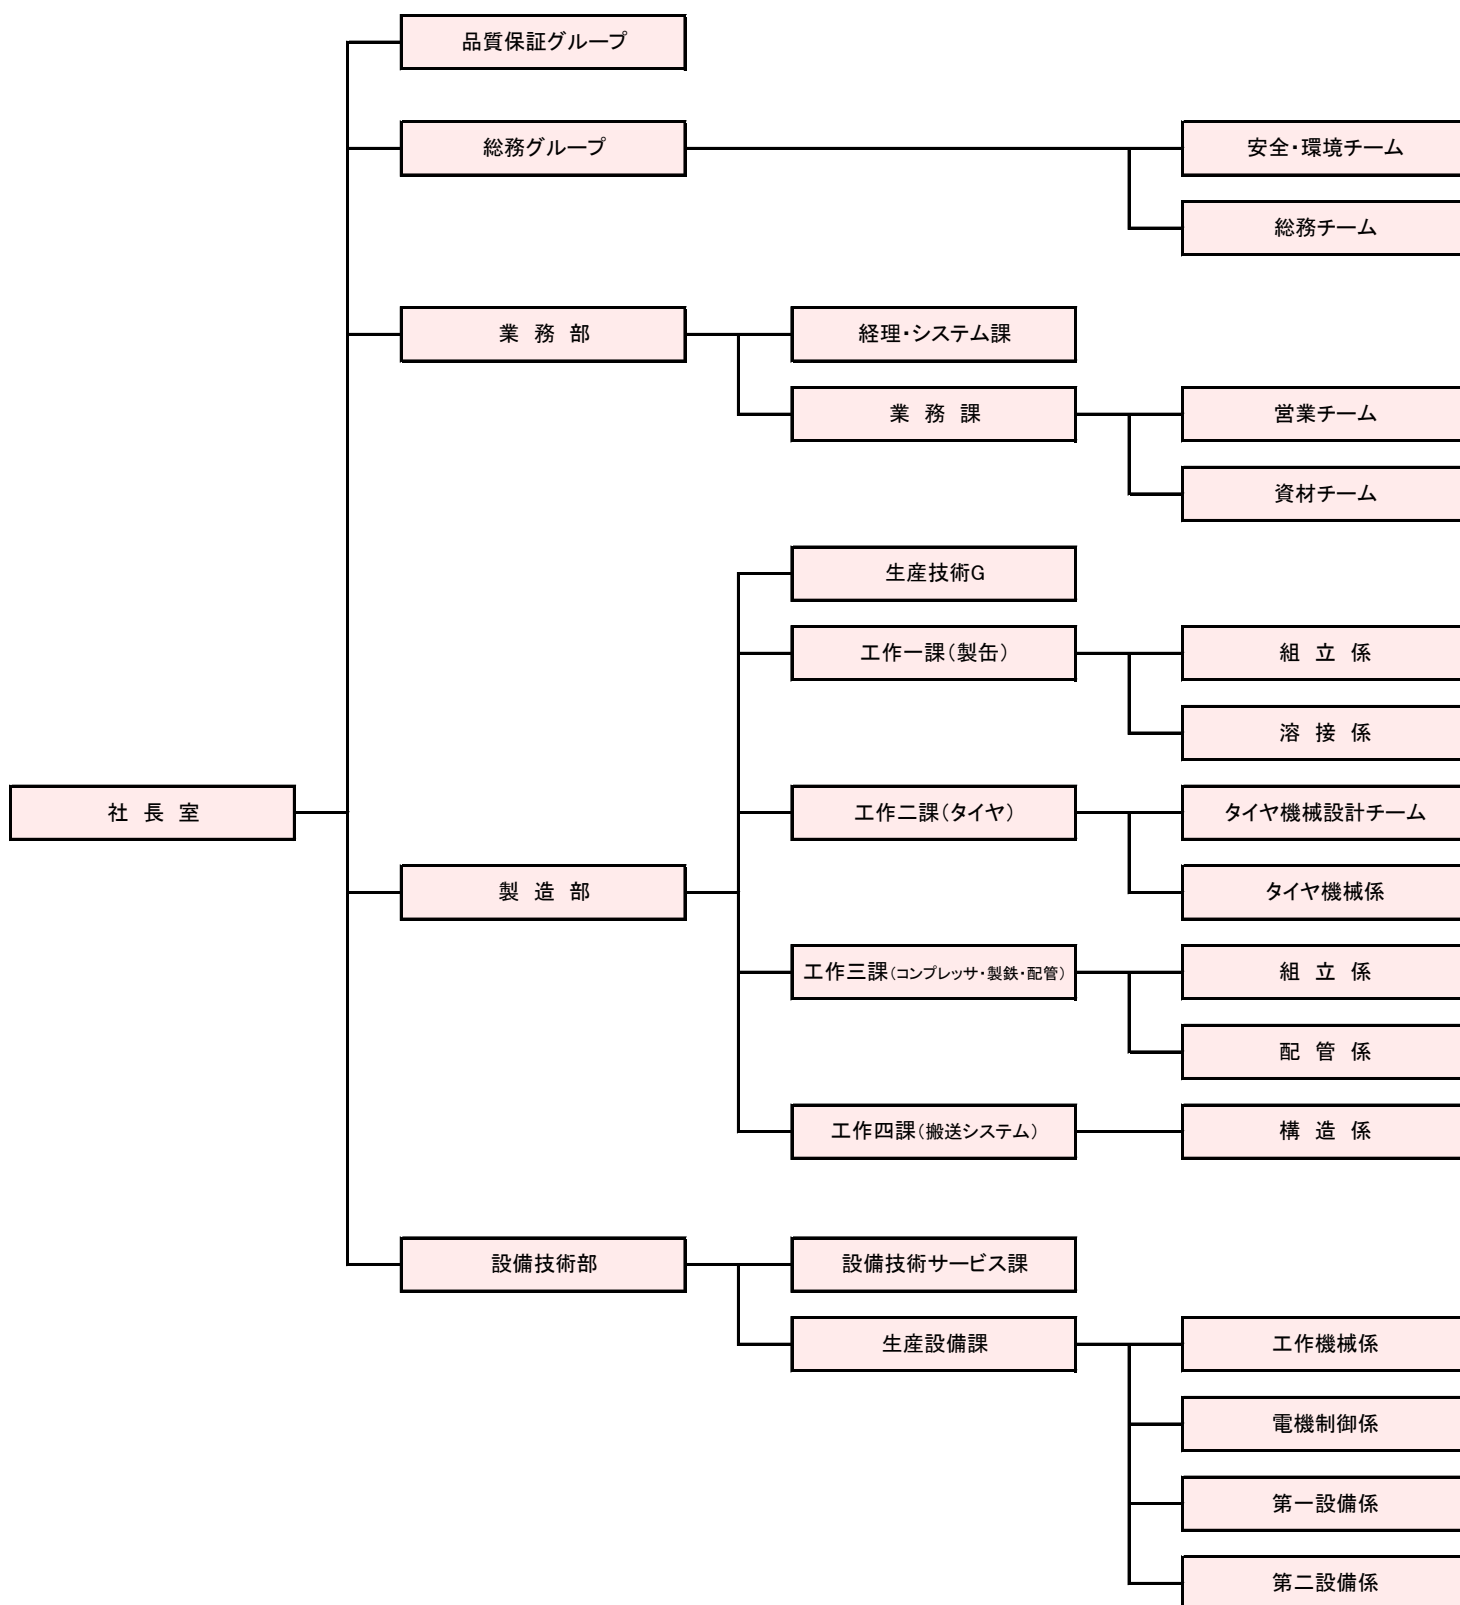 品質保証グループ
総務グループ
安全・環境チーム
総務チーム
業 務 部
経理・システム課
業 務 課
営業チーム
資材チーム
生産技術G
工作一課(製缶)
組 立 係
溶 接 係
社 長 室
工作二課(タイヤ)
タイヤ機械設計チーム
製 造 部
タイヤ機械係
工作三課(コンプレッサ・製鉄・配管)
組 立 係
配 管 係
工作四課(搬送システム)
構 造 係
設備技術部
設備技術サービス課
生産設備課
工作機械係
電機制御係
第一設備係
第二設備係